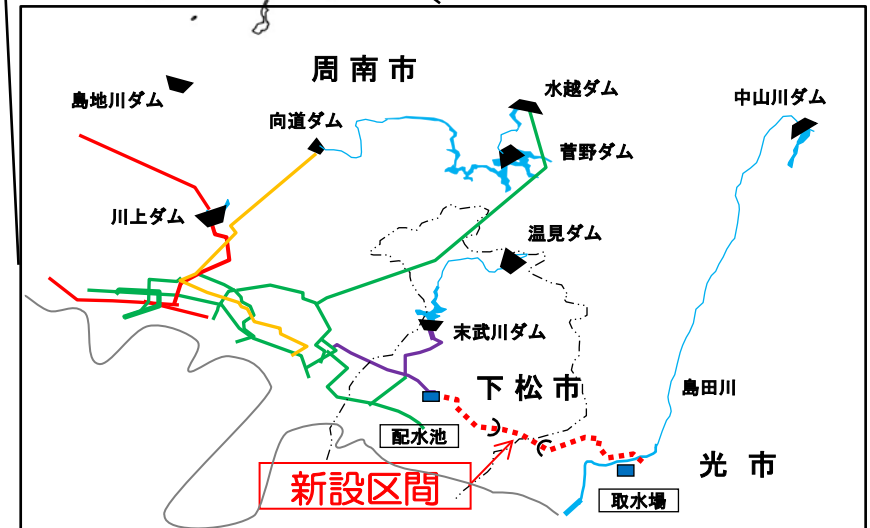 周南市
水越ダム
中山川ダム
島地川ダム
向道ダム
菅野ダム
川上ダム
温見ダム
末武川ダム
下松市
島田川
配水池
光市
新設区間
取水場